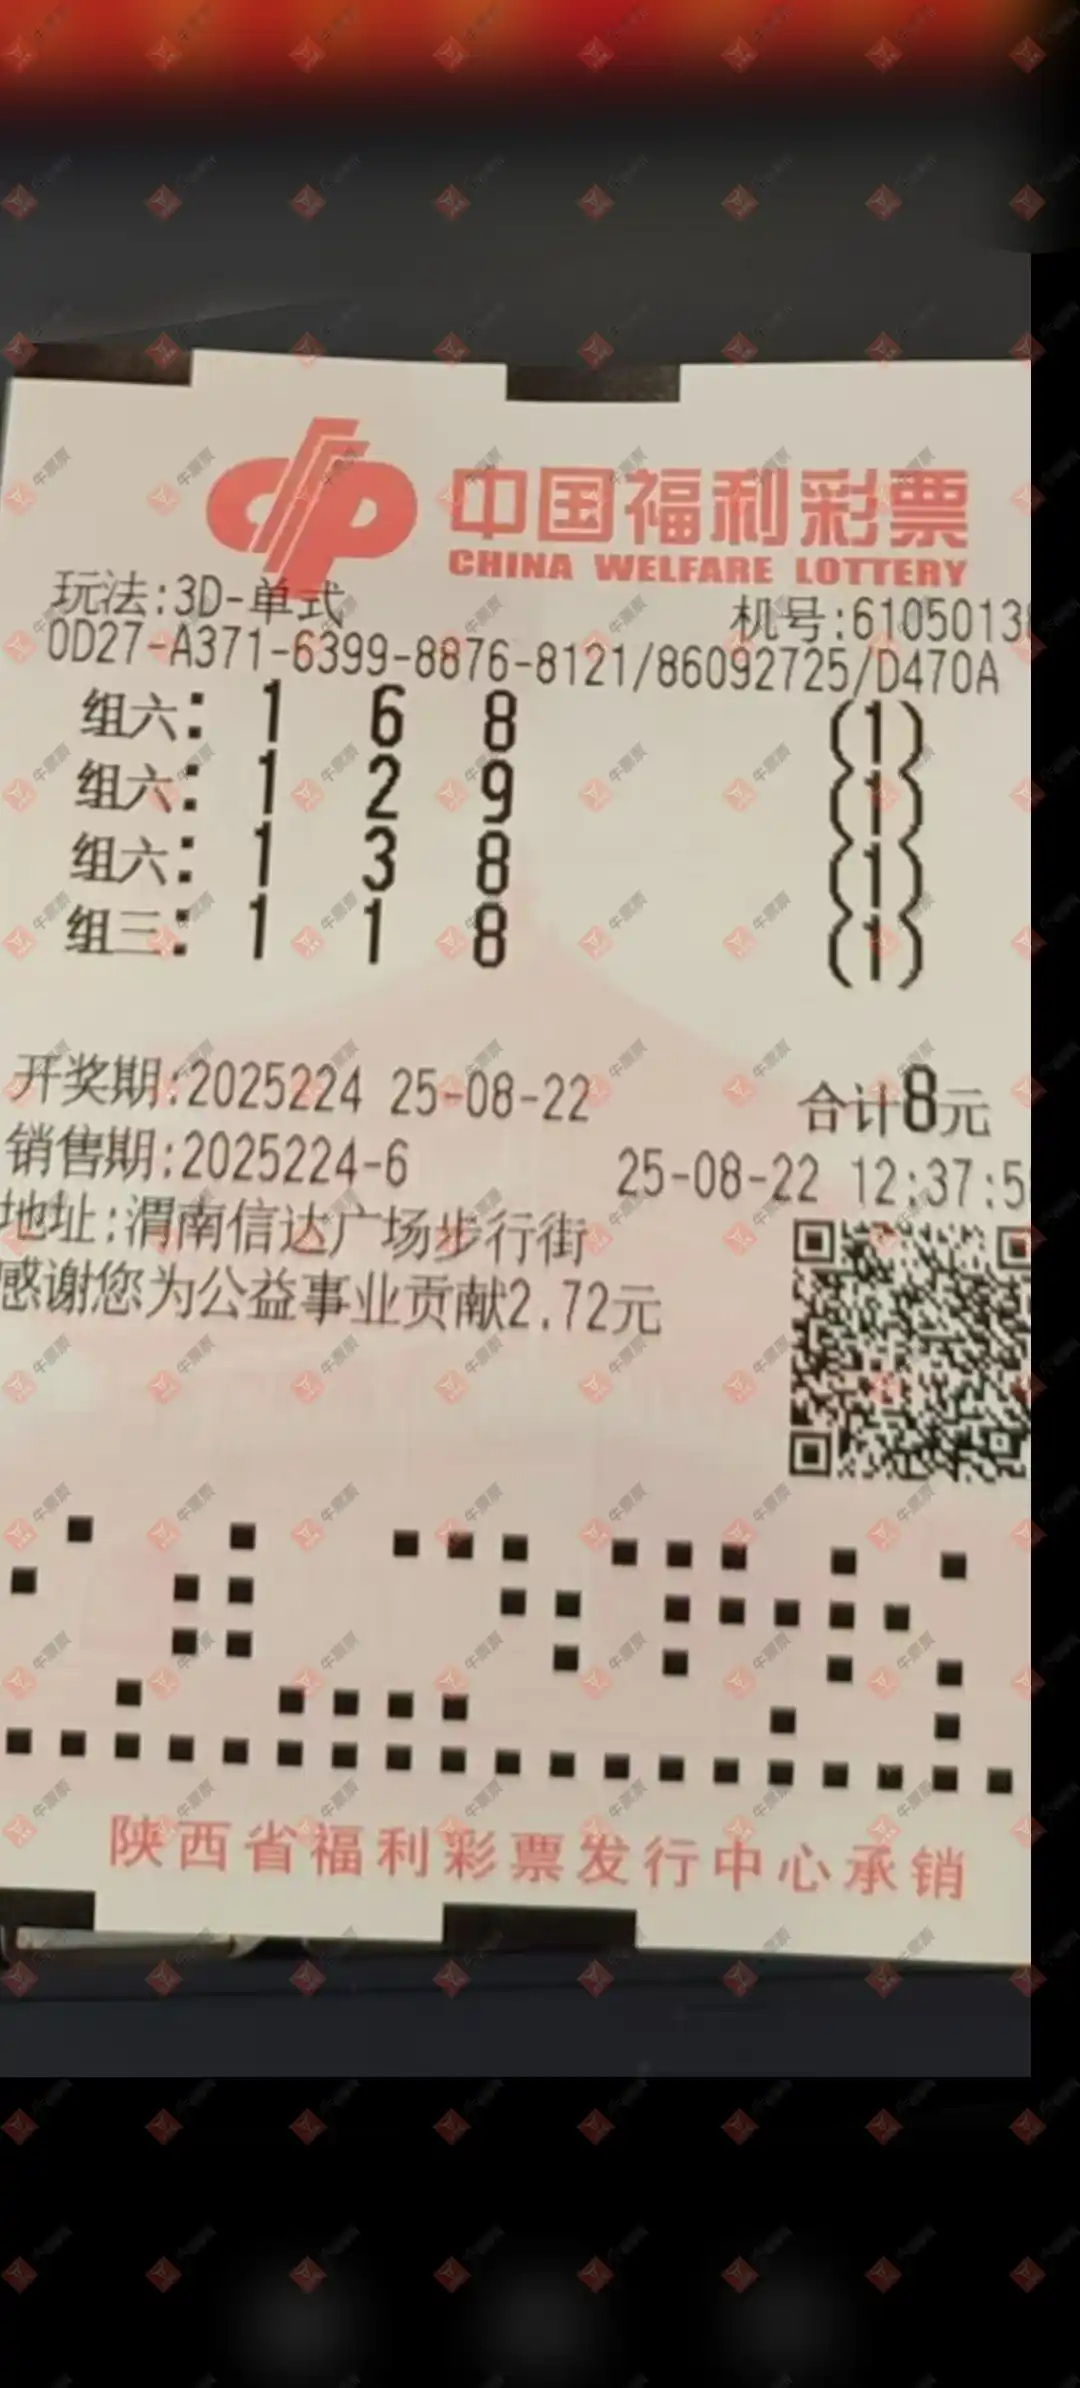 中国福利彩票
CHINA WELFARE LOTTERY
玩法:3D-单式
机号:6105013
0D27-A371-6399-8876-8121/86092725/D470A
组六: 1 6 8 (1)
组六: 1 2 9 (1)
组六: 1 3 8 (1)
组三: 1 1 8 (1)
开奖期:2025224 25-08-22 合计8元
销售期:2025224-6 25-08-22 12:37:5
地址:渭南信达广场步行街
感谢您为公益事业贡献2.72元
陕西省福利彩票发行中心承销
牛票票